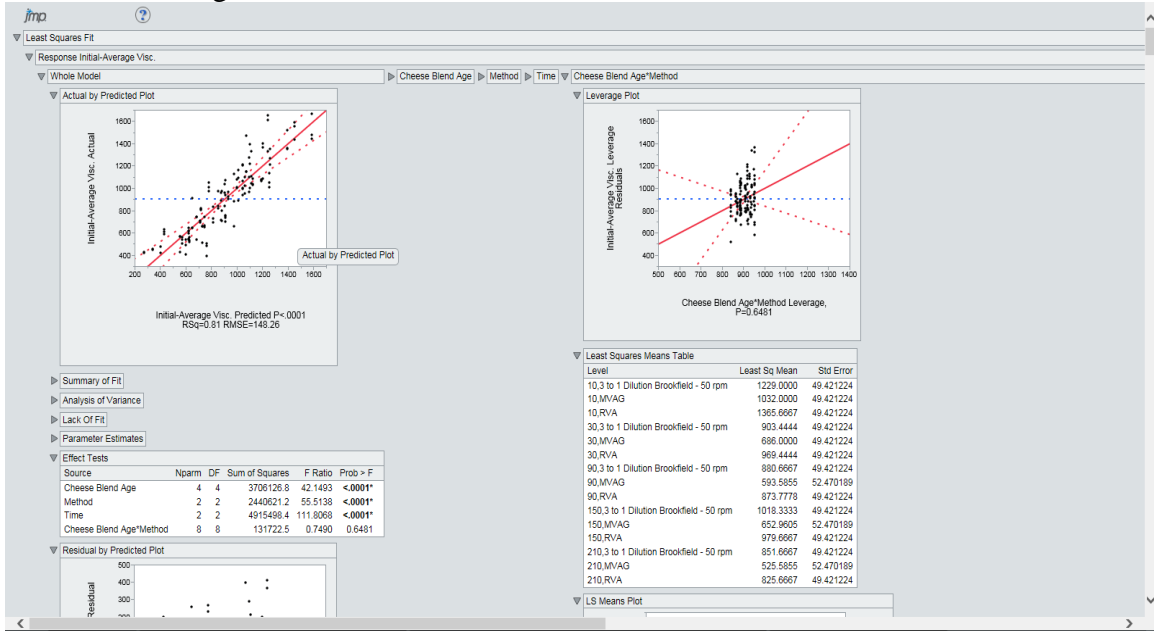 jmp
?
Least Squares Fit
Response Initial-Average Visc.
Whole Model
Cheese Blend Age
Method
Time
Cheese Blend Age*Method
Actual by Predicted Plot
Initial-Average Visc. Actual
1600
1400
1200
1000
800
600
400
200 400 600 800 1000 1200 1400 1600
Actual by Predicted Plot
Initial-Average Visc. Predicted P<.0001
RSq=0.81 RMSE=148.26
Summary of Fit
Analysis of Variance
Lack Of Fit
Parameter Estimates
Effect Tests
Source Nparm DF Sum of Squares F Ratio Prob > F
Cheese Blend Age 4 4 3706126.8 42.1493 <.0001*
Method 2 2 2440621.2 55.5138 <.0001*
Time 2 2 4915498.4 111.8068 <.0001*
Cheese Blend Age*Method 8 8 131722.5 0.7490 0.6481
Residual by Predicted Plot
Residual
500
400
300
Leverage Plot
Initial-Average Visc. Leverage
Residuals
1600
1400
1200
1000
800
600
400
500 600 700 800 900 1000 1100 1200 1300 1400
Cheese Blend Age*Method Leverage,
P=0.6481
Least Squares Means Table
Level Least Sq Mean Std Error
10,3 to 1 Dilution Brookfield - 50 rpm 1229.0000 49.421224
10,MVAG 1032.0000 49.421224
10,RVA 1365.6667 49.421224
30,3 to 1 Dilution Brookfield - 50 rpm 903.4444 49.421224
30,MVAG 686.0000 49.421224
30,RVA 969.4444 49.421224
90,3 to 1 Dilution Brookfield - 50 rpm 880.6667 49.421224
90,MVAG 593.5855 52.470189
90,RVA 873.7778 49.421224
150,3 to 1 Dilution Brookfield - 50 rpm 1018.3333 49.421224
150,MVAG 652.9605 52.470189
150,RVA 979.6667 49.421224
210,3 to 1 Dilution Brookfield - 50 rpm 851.6667 49.421224
210,MVAG 525.5855 52.470189
210,RVA 825.6667 49.421224
LS Means Plot